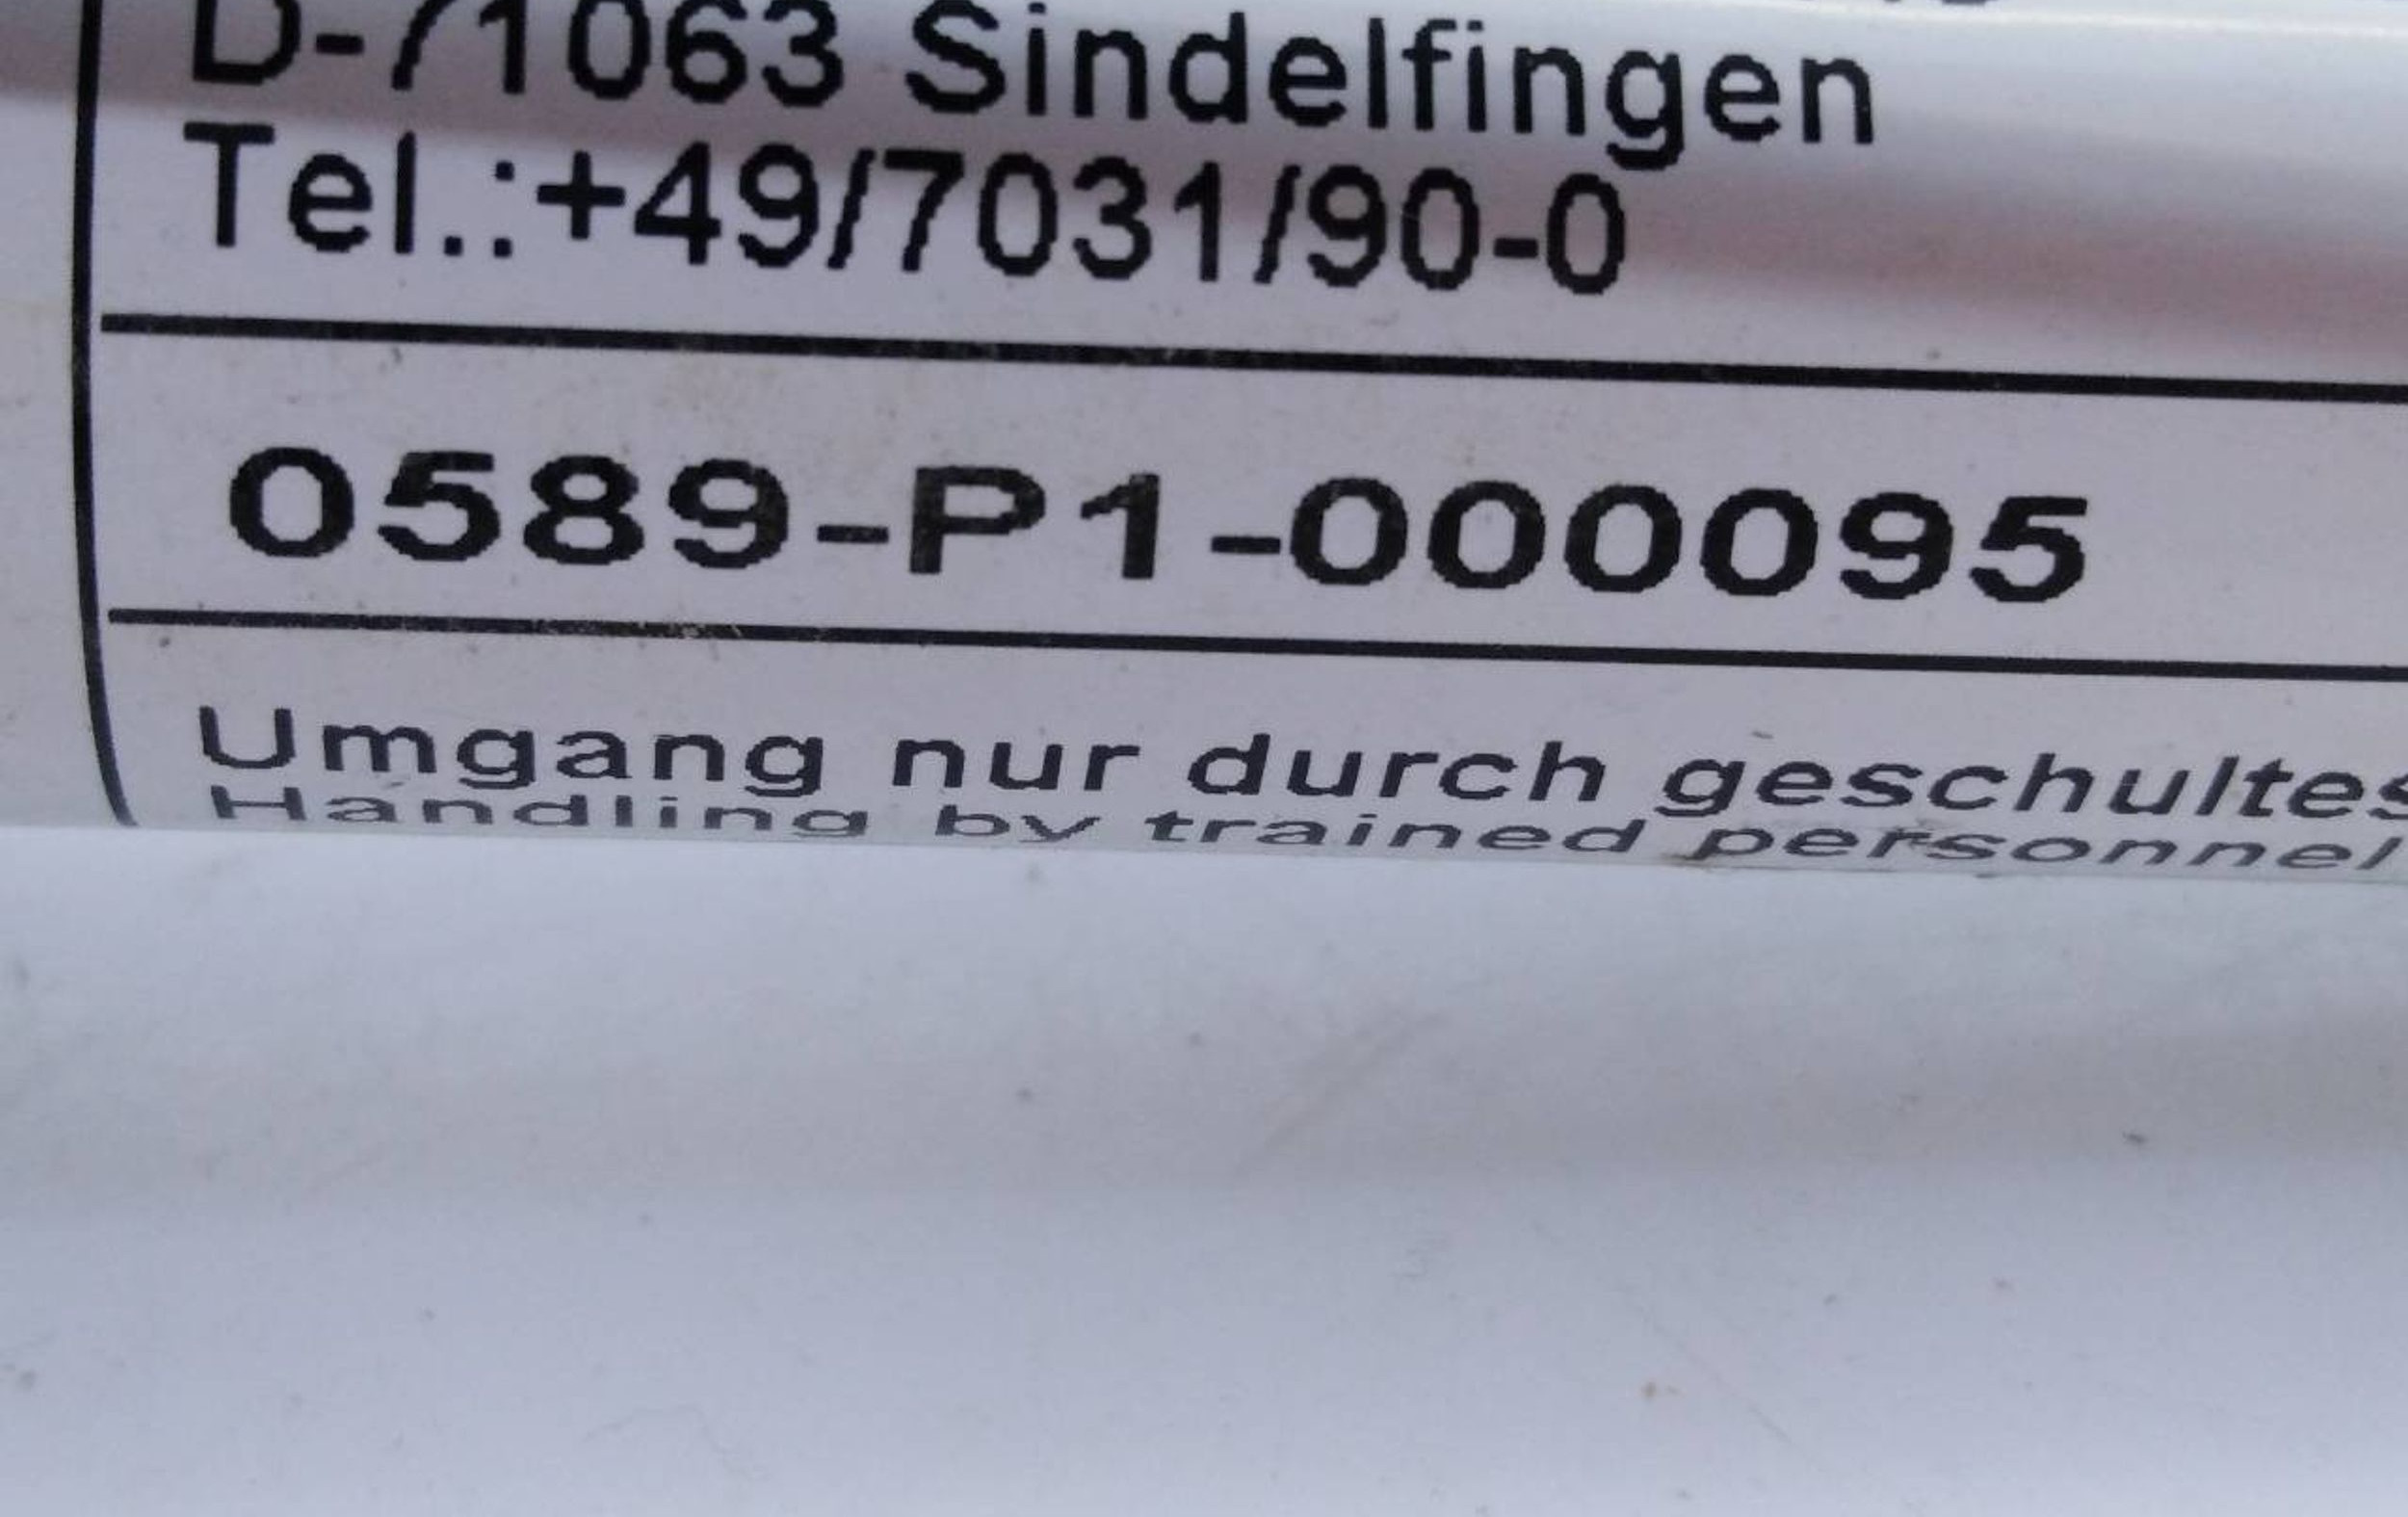 D-71063 Sindelfingen
Tel.:+49/7031/90-0
0589-P1-000095
Umgang nur durch geschultes
Handling by trained personnel